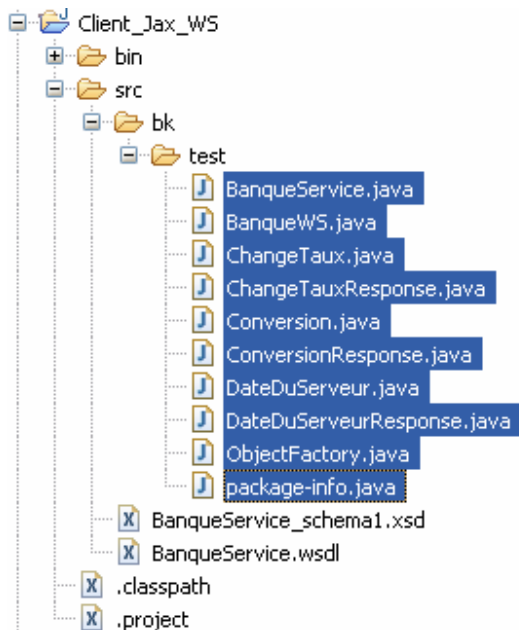 Client_Jax_WS
bin
src
bk
test
BanqueService.java
BanqueWS.java
ChangeTaux.java
ChangeTauxResponse.java
Conversion.java
ConversionResponse.java
DateDuServeur.java
DateDuServeurResponse.java
ObjectFactory.java
package-info.java
BanqueService_schema1.xsd
BanqueService.wsdl
.classpath
.project